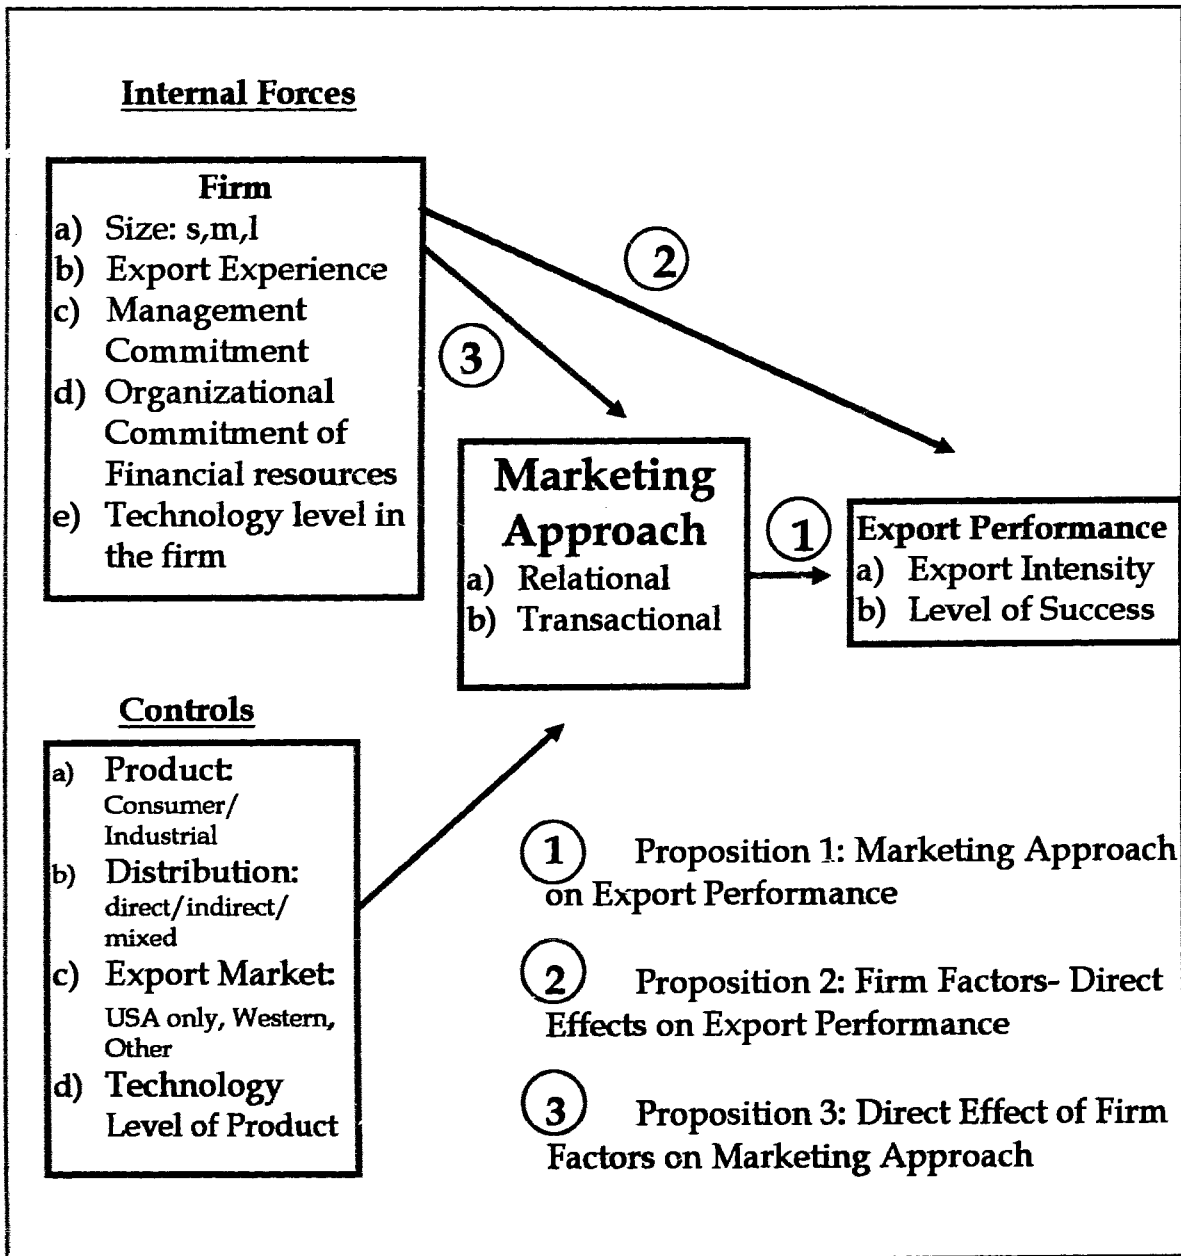 Internal Forces
Firm
a) Size: s,m,l
b) Export Experience
c) Management
Commitment
d) Organizational
Commitment of
Financial resources
e) Technology level in
the firm
2
3
Marketing
Approach
a) Relational
b) Transactional
1
Export Performance
a) Export Intensity
b) Level of Success
Controls
a) Product:
Consumer/
Industrial
b) Distribution:
direct/indirect/
mixed
c) Export Market:
USA only, Western,
Other
d) Technology
Level of Product
1 Proposition 1: Marketing Approach
on Export Performance
2 Proposition 2: Firm Factors- Direct
Effects on Export Performance
3 Proposition 3: Direct Effect of Firm
Factors on Marketing Approach